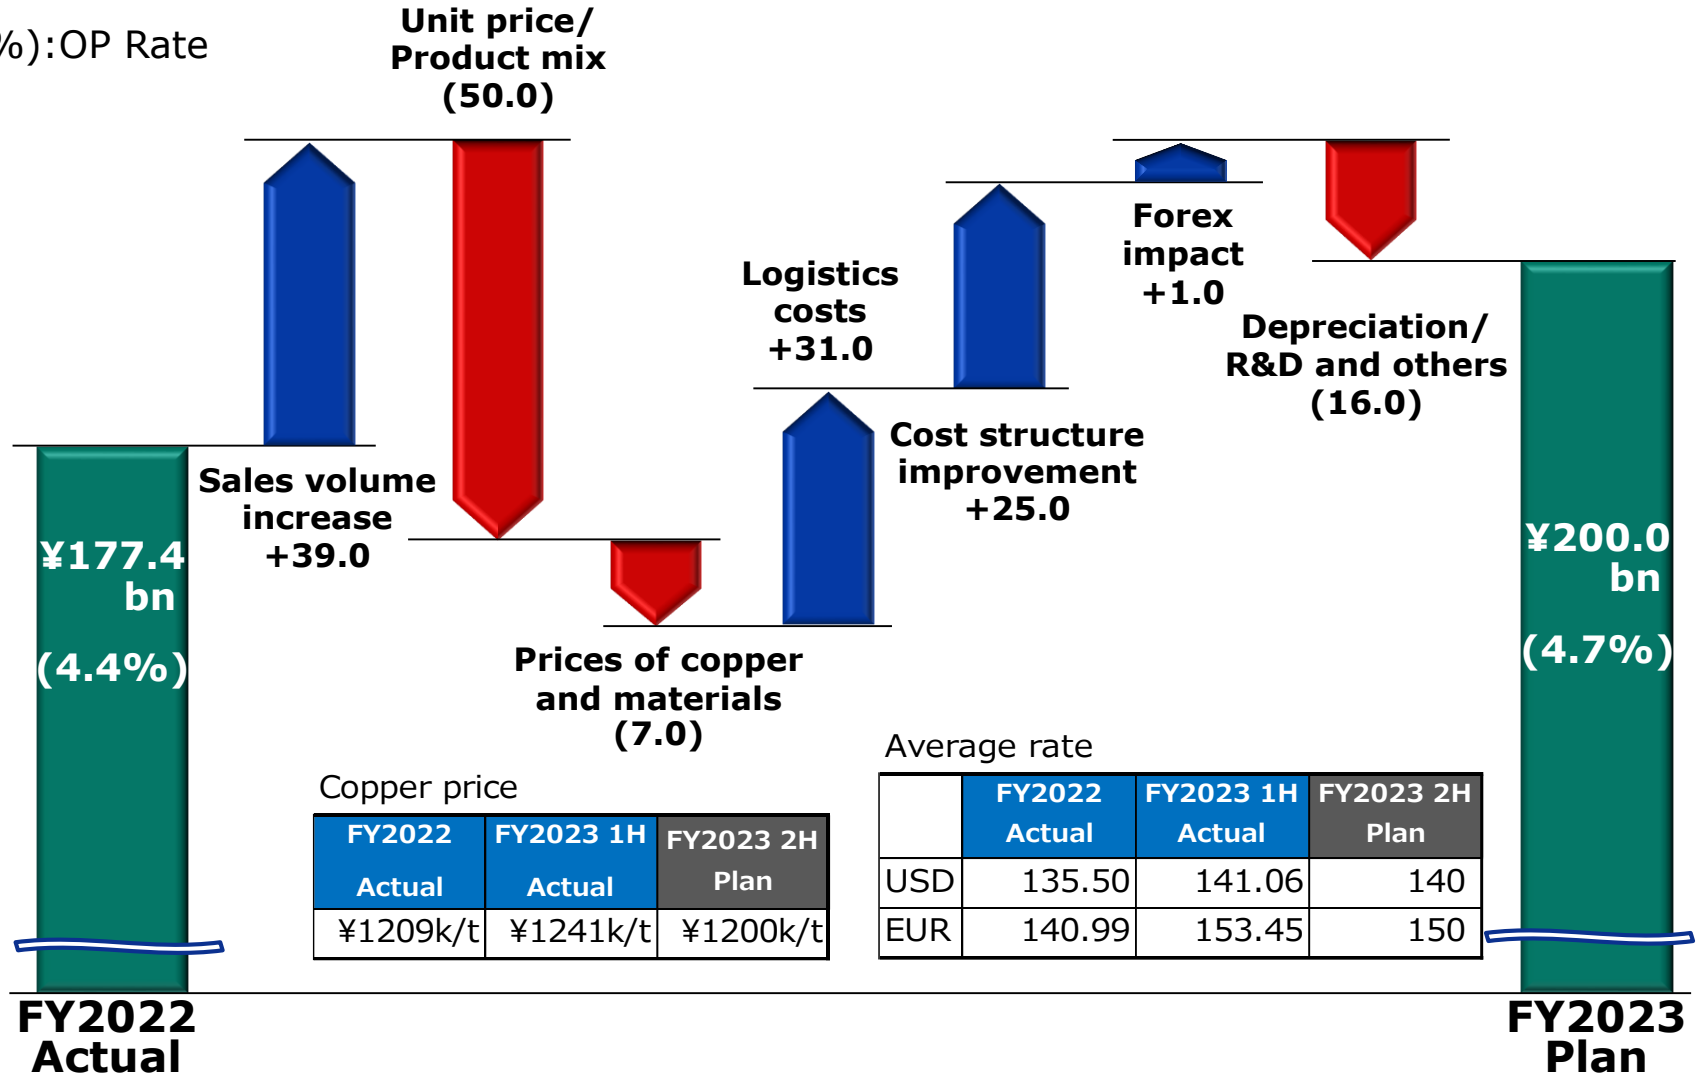 %):OP Rate
Unit price/
Product mix
(50.0)
Sales volume
increase
+39.0
Prices of copper
and materials
(7.0)
Logistics
costs
+31.0
Cost structure
improvement
+25.0
Forex
impact
+1.0
Depreciation/
R&D and others
(16.0)
¥177.4
bn
(4.4%)
¥200.0
bn
(4.7%)
Copper price
FY2022 FY2023 1H FY2023 2H
Actual Actual Plan
¥1209k/t ¥1241k/t ¥1200k/t
Average rate
FY2022 FY2023 1H FY2023 2H
Actual Actual Plan
USD 135.50 141.06 140
EUR 140.99 153.45 150
FY2022
Actual
FY2023
Plan